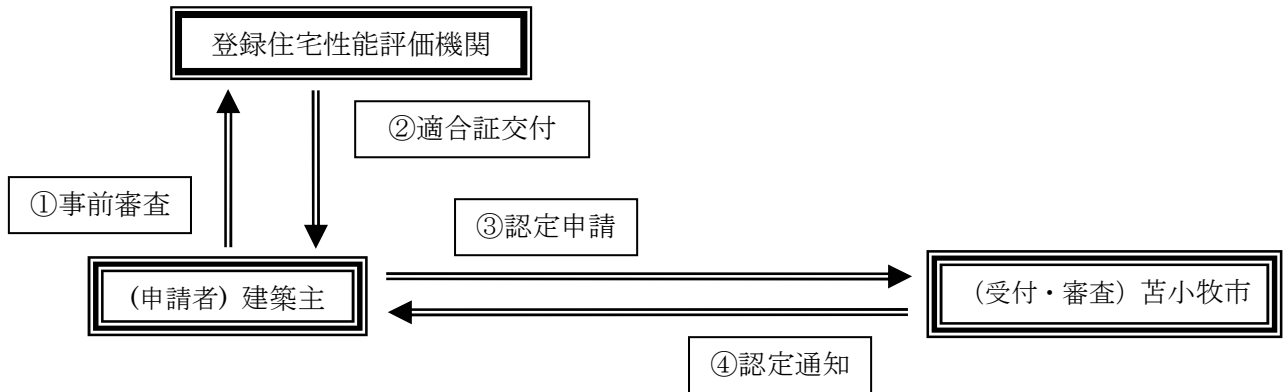 登録住宅性能評価機関
②適合証交付
①事前審査
③認定申請
(申請者) 建築主
（受付・審査）苫小牧市
④認定通知